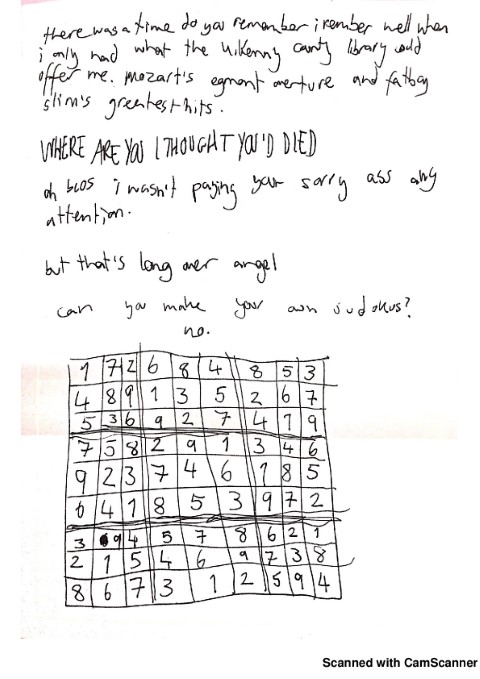 there was a time do you remember i rember well when
i only had what the kilkenny county library could
offer me. mozart's egmont overture and fatboy
slim's greatest hits.
WHERE ARE YOU I THOUGHT YOU'D DIED
oh bcos i wasn't paying your sorry ass any
attention.
but that's long over angel
can you make your own sudokus?
no.
1 7 2 6 8 4 8 5 3
4 8 9 1 3 5 2 6 7
5 3 6 9 2 7 4 1 9
7 5 8 2 9 1 3 4 6
9 2 3 7 4 6 1 8 5
6 4 1 8 5 3 9 7 2
3 9 4 5 7 8 6 2 1
2 1 5 4 6 9 7 3 8
8 6 7 3 1 2 5 9 4
Scanned with CamScanner